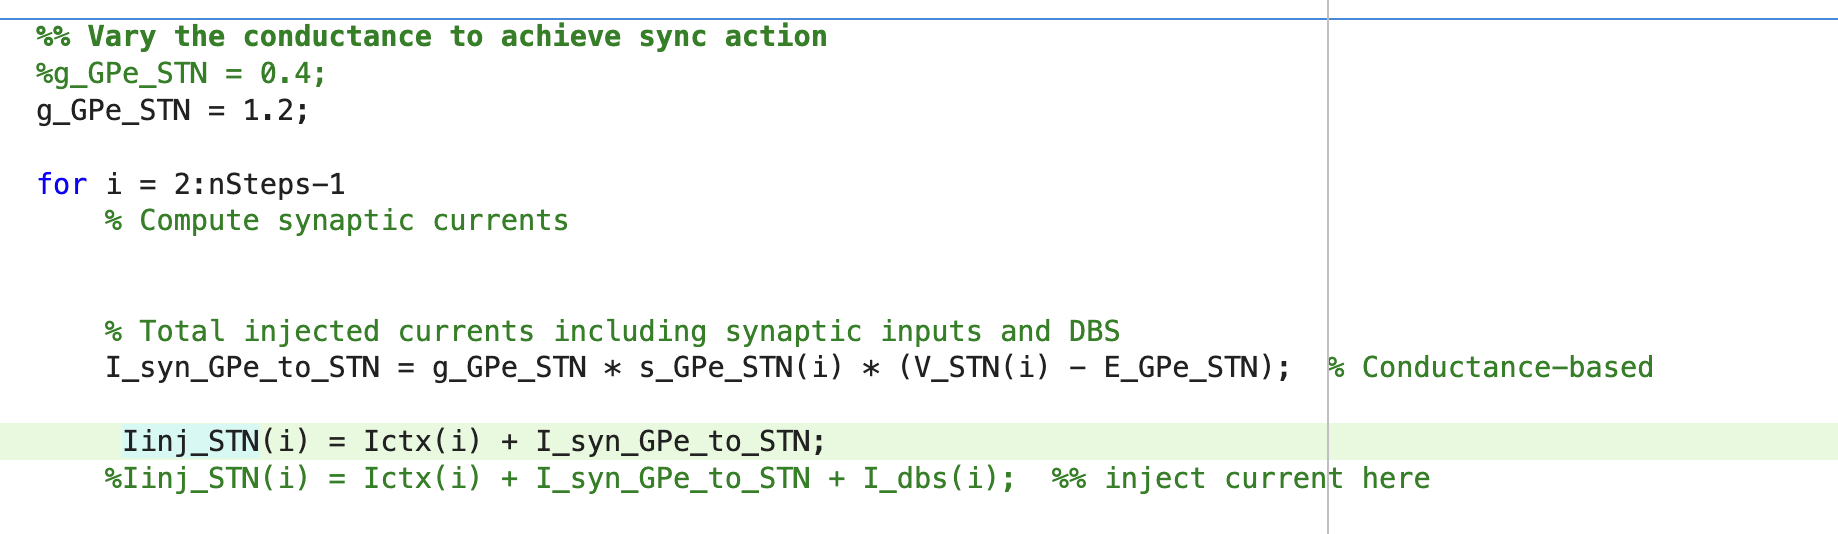 %% Vary the conductance to achieve sync action
%g_GPe_STN = 0.4;
g_GPe_STN = 1.2;
for i = 2:nSteps-1
% Compute synaptic currents
% Total injected currents including synaptic inputs and DBS
I_syn_GPe_to_STN = g_GPe_STN * s_GPe_STN(i) * (V_STN(i) - E_GPe_STN);  % Conductance-based
Iinj_STN(i) = Ictx(i) + I_syn_GPe_to_STN;
%Iinj_STN(i) = Ictx(i) + I_syn_GPe_to_STN + I_dbs(i);  %% inject current here